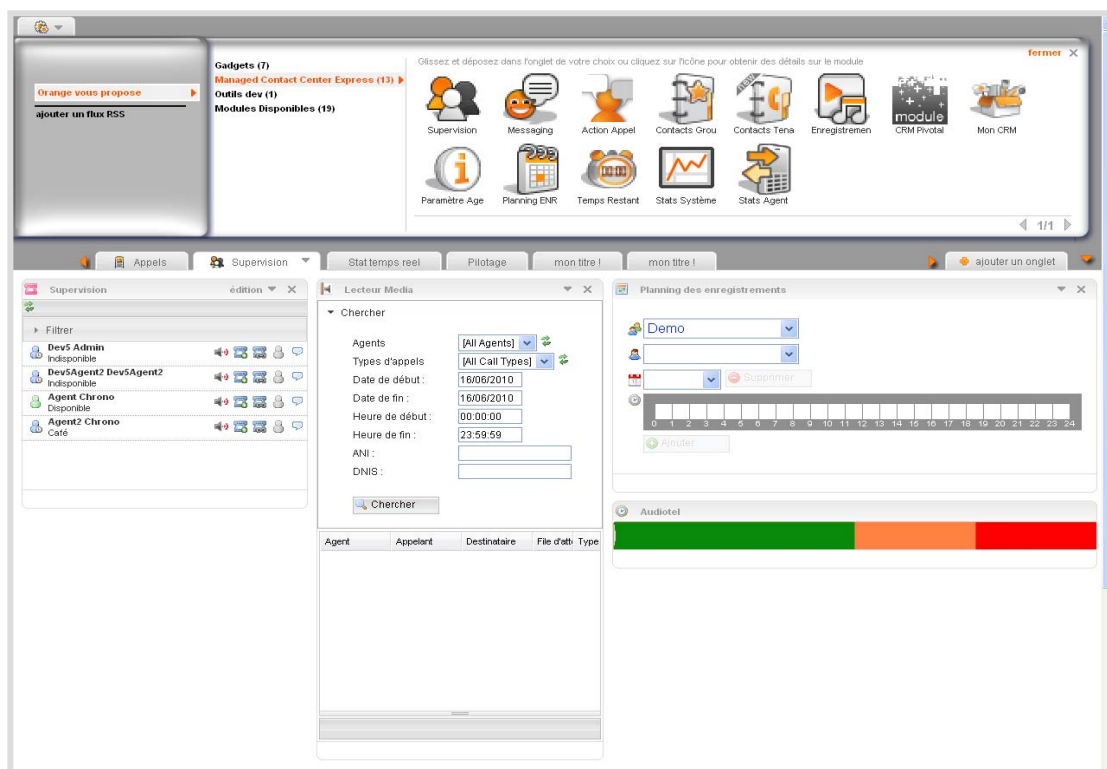 fermer
Gadgets (7)
Managed Contact Center Express (13)
Outils dev (1)
Modules Disponibles (19)
Orange vous propose
ajouter un flux RSS
Glissez et déposez dans l'onglet de votre choix ou cliquez sur l'icône pour obtenir des détails sur le module
Supervision Messaging Action Appel Contacts Grou Contacts Tena Enregistremen CRM Pivotal Mon CRM
module
Paramètre Age Planning ENR Temps Restant Stats Système Stats Agent
1/1
Appels Supervision Stat temps reel Pilotage mon titre ! mon titre ! ajouter un onglet
Supervision édition
Filtrer
Dev5 Admin
Indisponible
Dev5Agent2 Dev5Agent2
Indisponible
Agent Chrono
Disponible
Agent2 Chrono
Café
Lecteur Media
Chercher
Agents [All Agents]
Types d'appels [All Call Types]
Date de début : 16/06/2010
Date de fin : 16/06/2010
Heure de début : 00:00:00
Heure de fin : 23:59:59
ANI :
DNIS :
Chercher
Agent Appelant Destinataire File d'atti Type
Planning des enregistrements
Demo
Supprimer
0 1 2 3 4 5 6 7 8 9 10 11 12 13 14 15 16 17 18 19 20 21 22 23 24
Ajouter
Audiotel